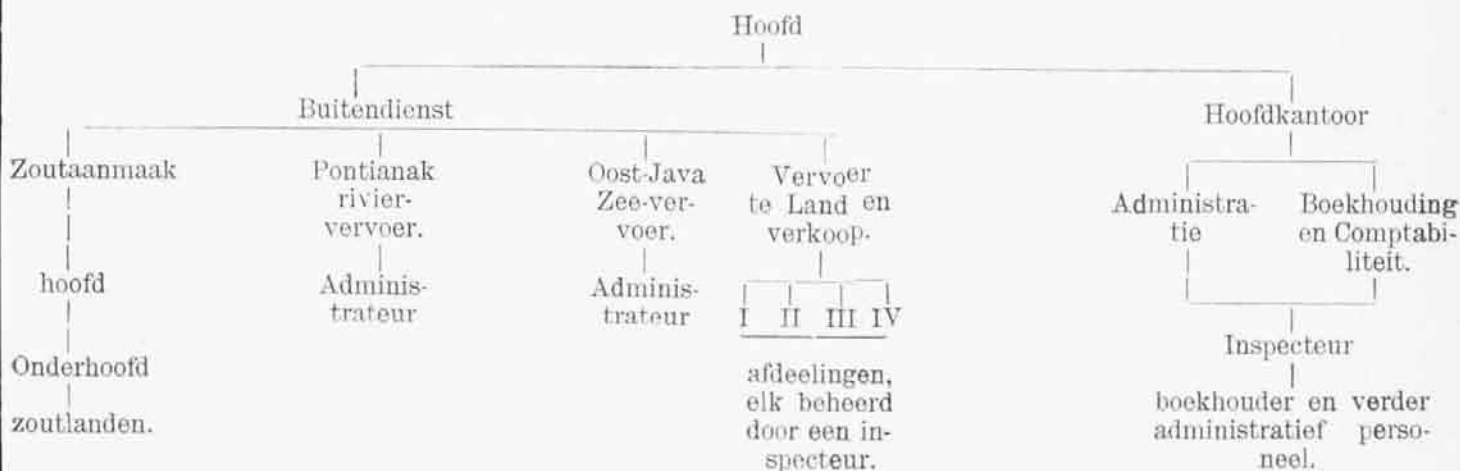 Hoofd
Buitendienst
Hoofdkantoor
Zoutaanmaak
hoofd
Onderhoofd
zoutlanden.
Pontianak
rivier-
vervoer.
Adminis-
trateur
Oost-Java
Zee-ver-
voer.
Adminis-
trateur
Vervoer
te Land en
verkoop.
I II III IV
afdeelingen,
elk beheerd
door een in-
specteur.
Administra-
tie
Boekhouding
en Comptabi-
liteit.
Inspecteur
boekhouder en verder
administratief perso-
neel.